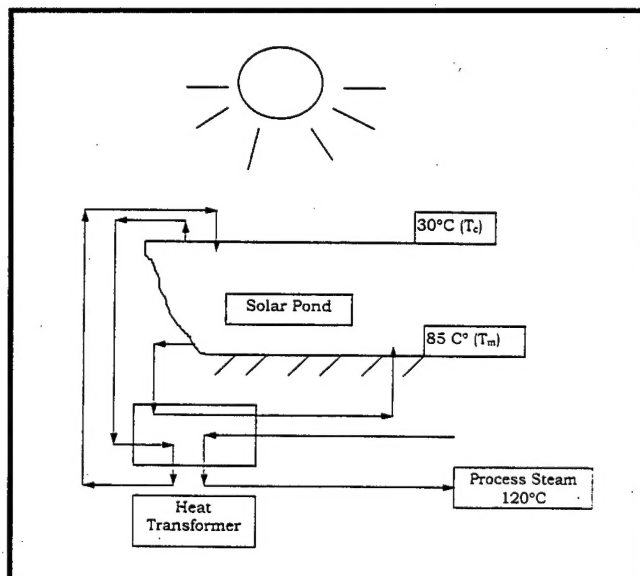 30°C (Tc)
Solar Pond
85 C° (Tm)
Process Steam
120°C
Heat
Transformer